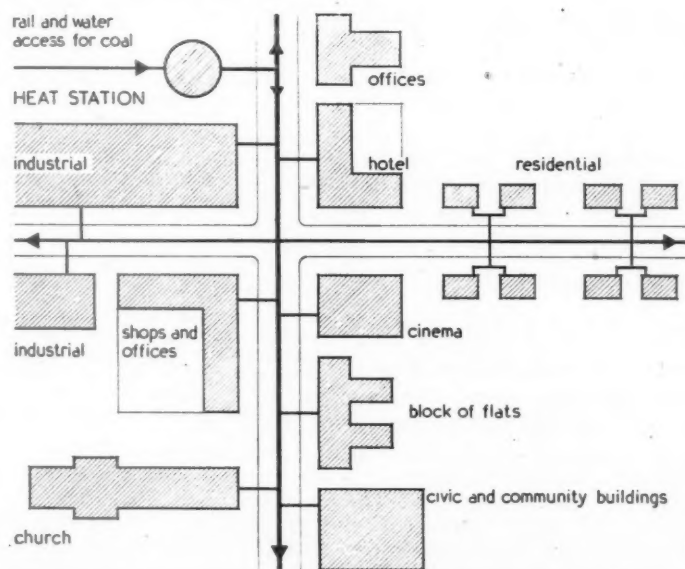 rail and water
access for coal
HEAT STATION
offices
industrial
hotel
residential
industrial
shops and
offices
cinema
block of flats
church
civic and community buildings